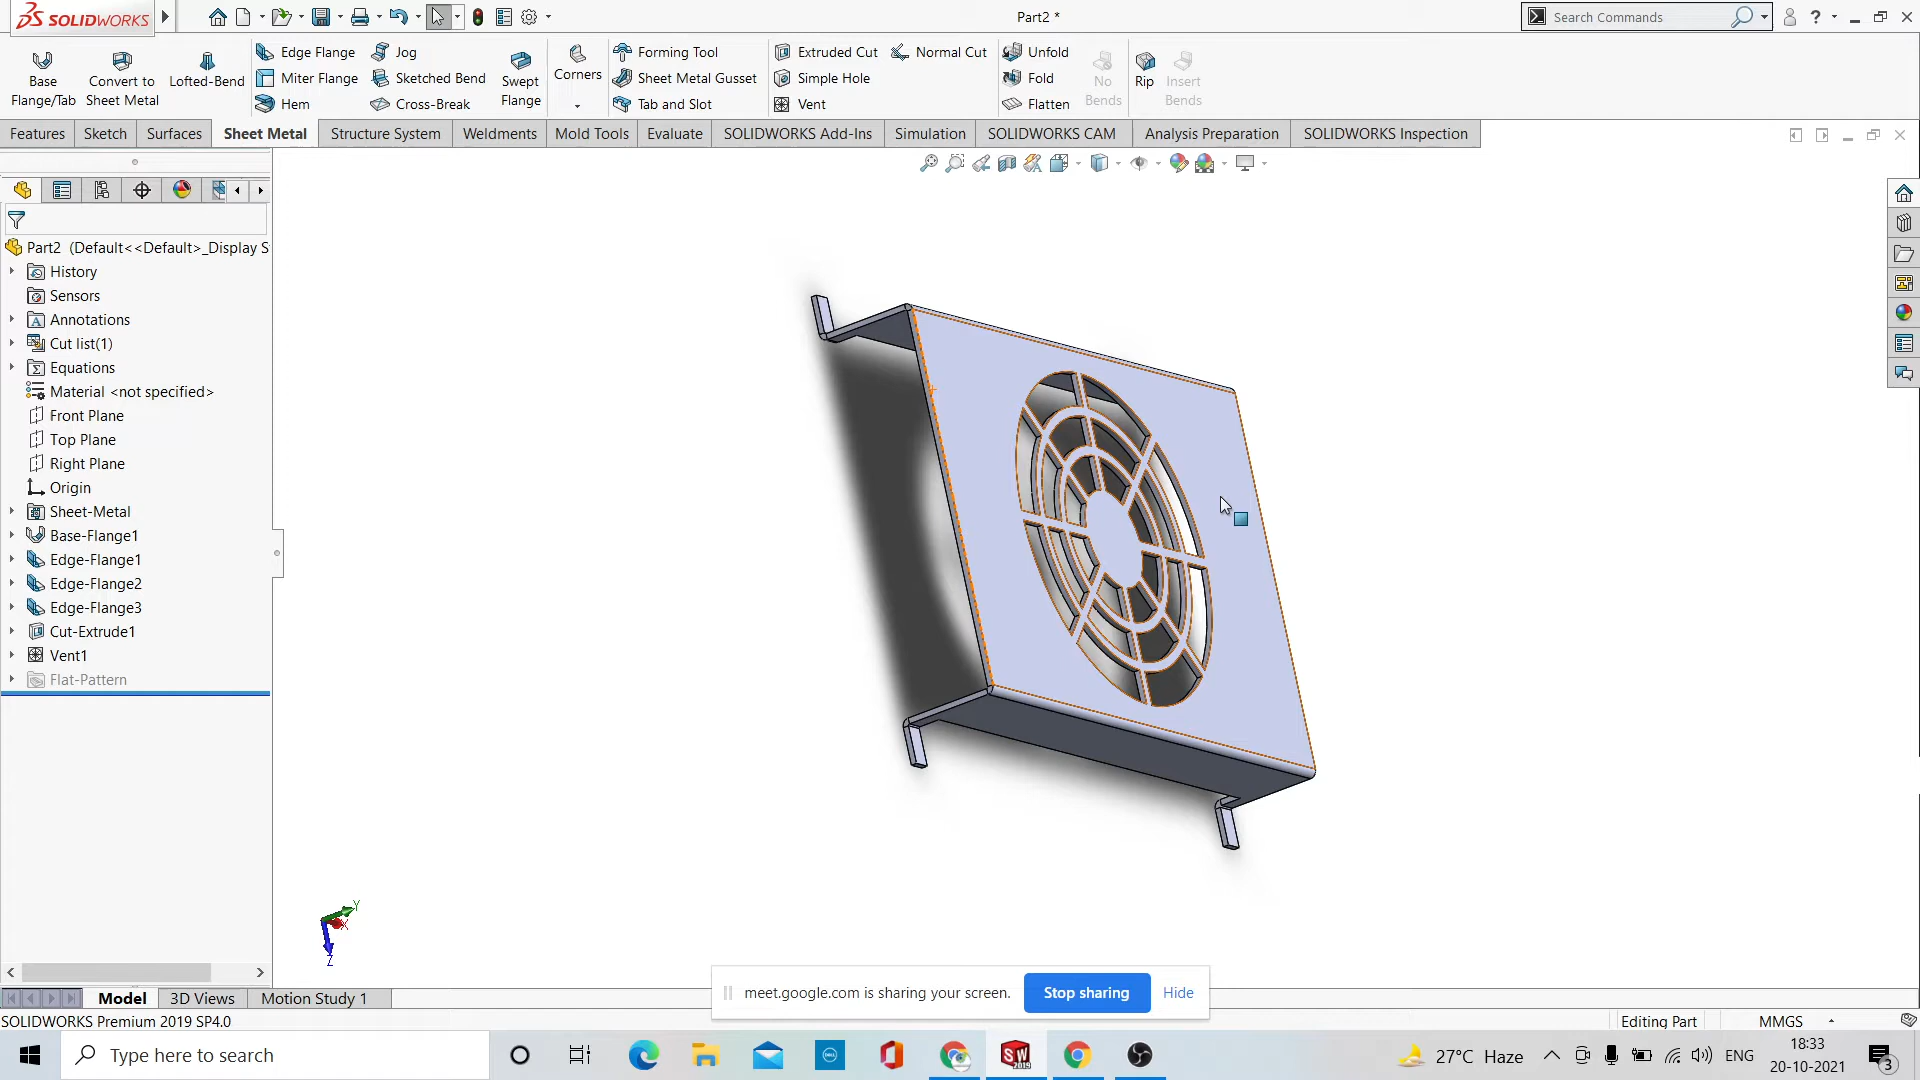 SOLIDWORKS
Part2 *
Search Commands
Base Flange/Tab
Convert to Sheet Metal
Lofted-Bend
Edge Flange
Miter Flange
Hem
Jog
Sketched Bend
Cross-Break
Swept Flange
Corners
Forming Tool
Sheet Metal Gusset
Tab and Slot
Extruded Cut
Simple Hole
Vent
Normal Cut
Unfold
Fold
Flatten
No Bends
Rip
Insert Bends
Features
Sketch
Surfaces
Sheet Metal
Structure System
Weldments
Mold Tools
Evaluate
SOLIDWORKS Add-Ins
Simulation
SOLIDWORKS CAM
Analysis Preparation
SOLIDWORKS Inspection
Part2 (Default<<Default>_Display S
History
Sensors
Annotations
Cut list(1)
Equations
Material <not specified>
Front Plane
Top Plane
Right Plane
Origin
Sheet-Metal
Base-Flange1
Edge-Flange1
Edge-Flange2
Edge-Flange3
Cut-Extrude1
Vent1
Flat-Pattern
Y
X
Z
meet.google.com is sharing your screen.
Stop sharing
Hide
Model
3D Views
Motion Study 1
SOLIDWORKS Premium 2019 SP4.0
Editing Part
MMGS
Type here to search
DELL
SW
2019
27°C Haze
ENG
18:33
20-10-2021
3